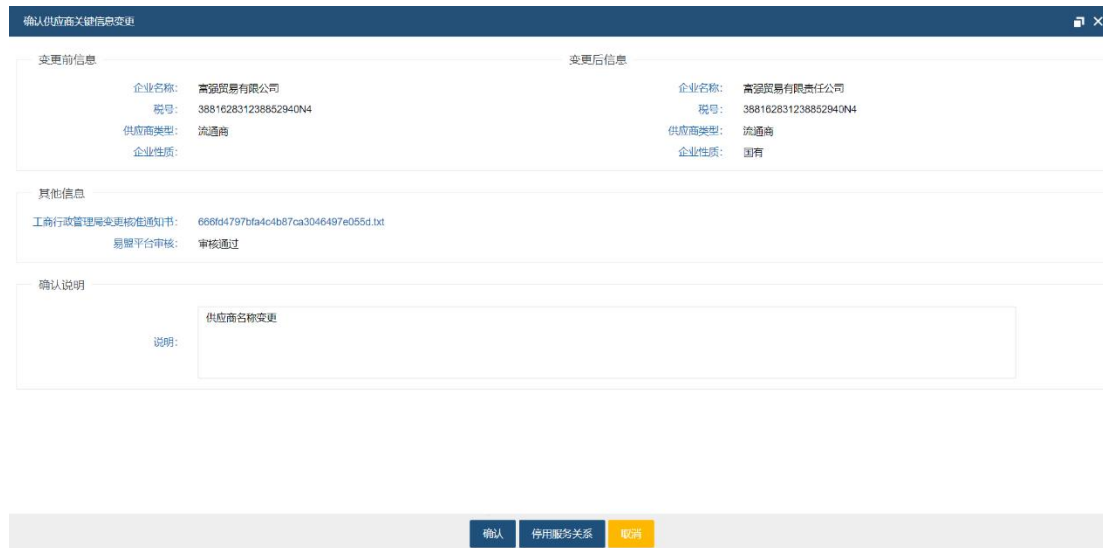 确认供应商关键信息变更
变更前信息 变更后信息
企业名称： 富强贸易有限公司 企业名称： 富强贸易有限责任公司
税号： 388162831238852940N4 税号： 388162831238852940N4
供应商类型： 流通商 供应商类型： 流通商
企业性质： 企业性质： 国有
其他信息
工商行政管理局变更核准通知书： 666fd4797bfa4c4b87ca3046497e055d.txt
易盟平台审核： 审核通过
确认说明
供应商名称变更
说明：
确认 停用服务关系 取消